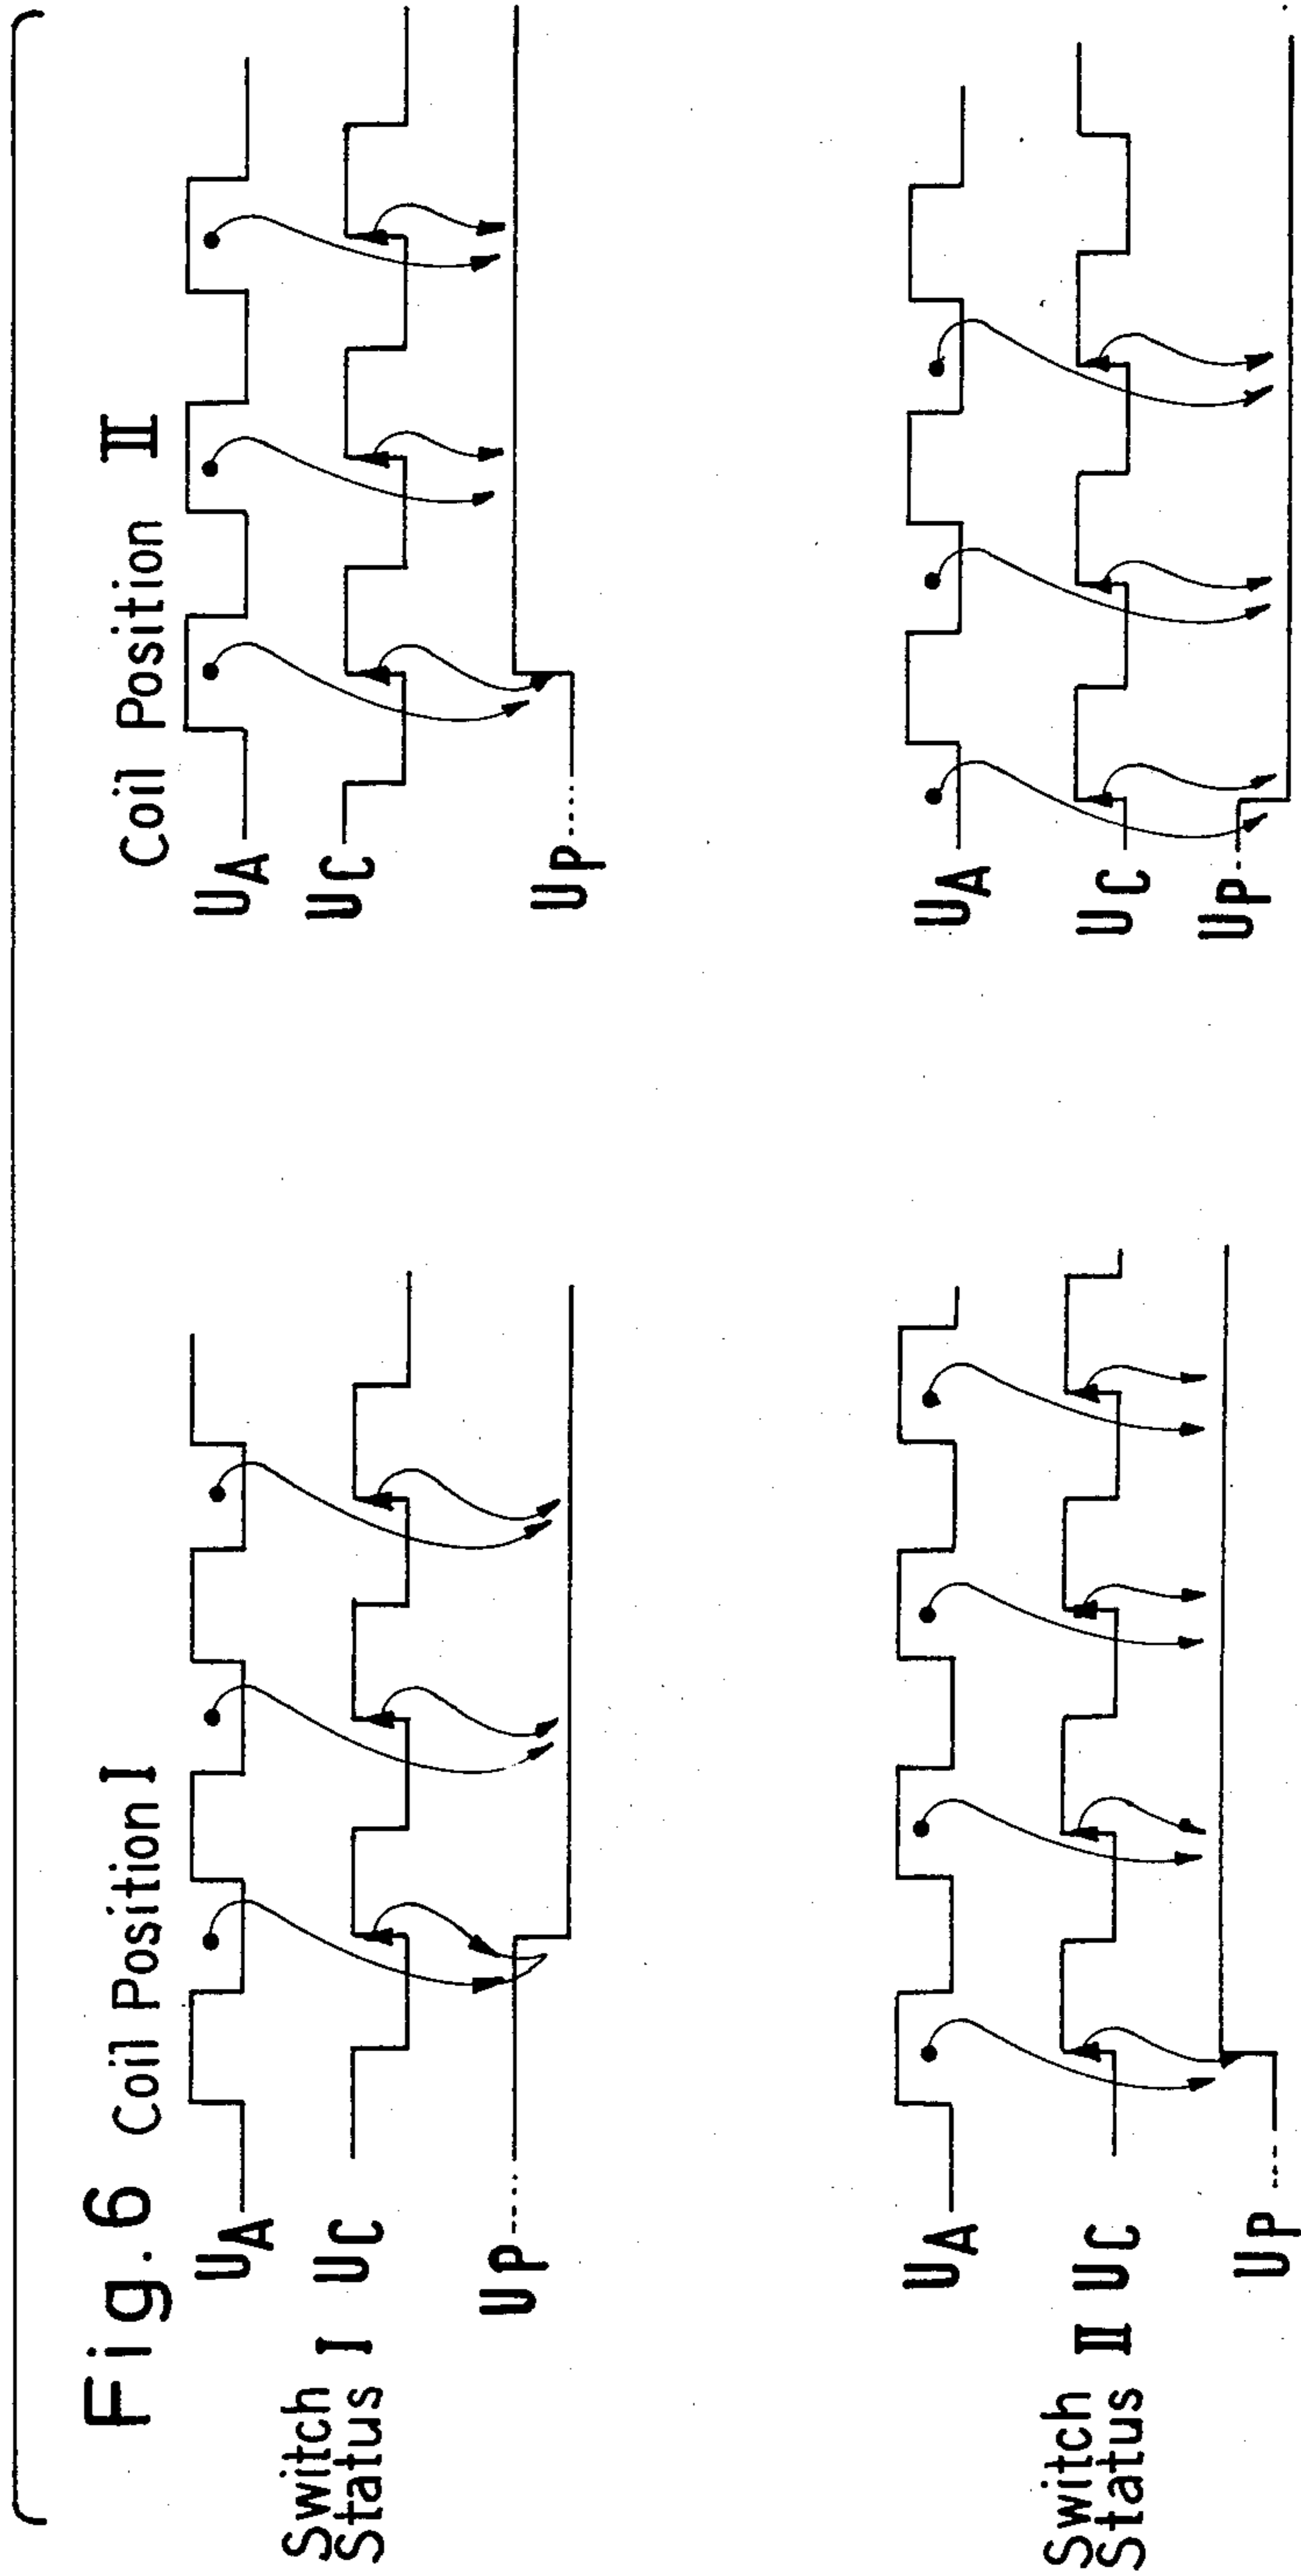 Fig. 6
Coil Position I
Coil Position II
Switch
Status I
UA
UC
UP
UA
UC
UP
Switch
Status II
UA
UC
UP
UA
UC
UP